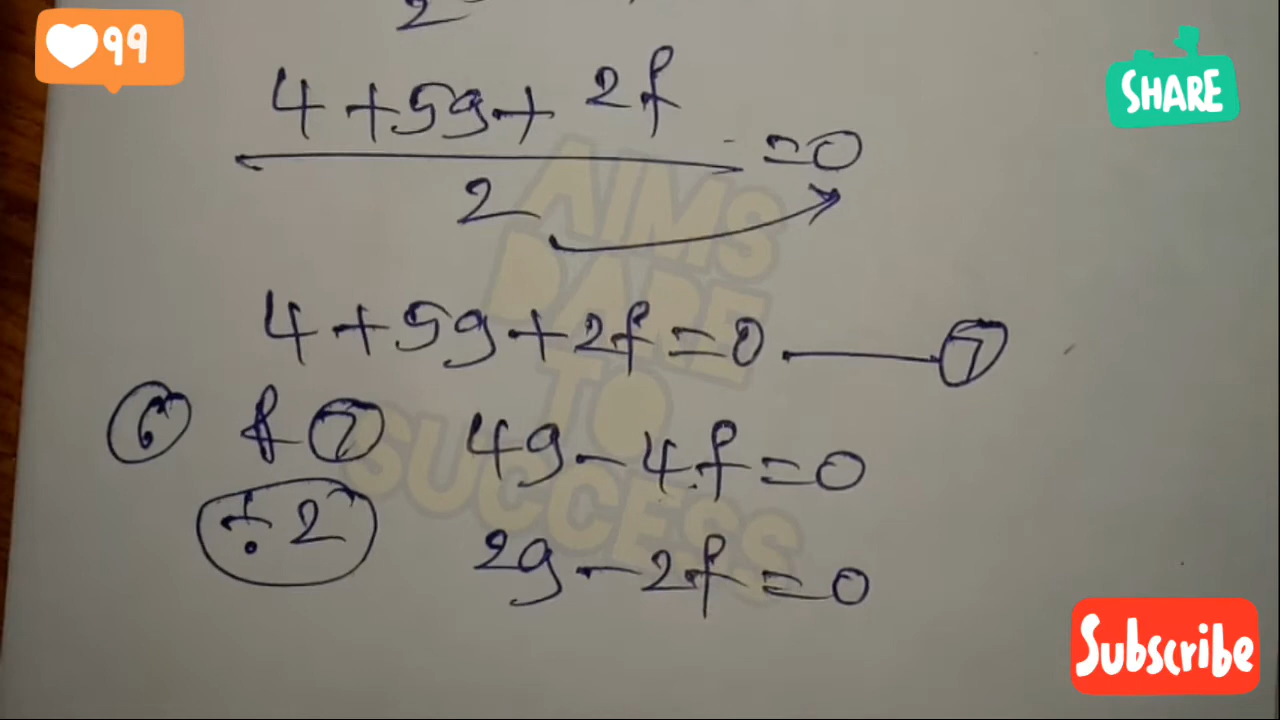 99
SHARE
2
4 + 5g + 2f
2
= 0
4 + 5g + 2f = 0 — 7
6 & 7 4g - 4f = 0
÷ 2 2g - 2f = 0
AIMS
DARE
TO
SUCCESS
Subscribe